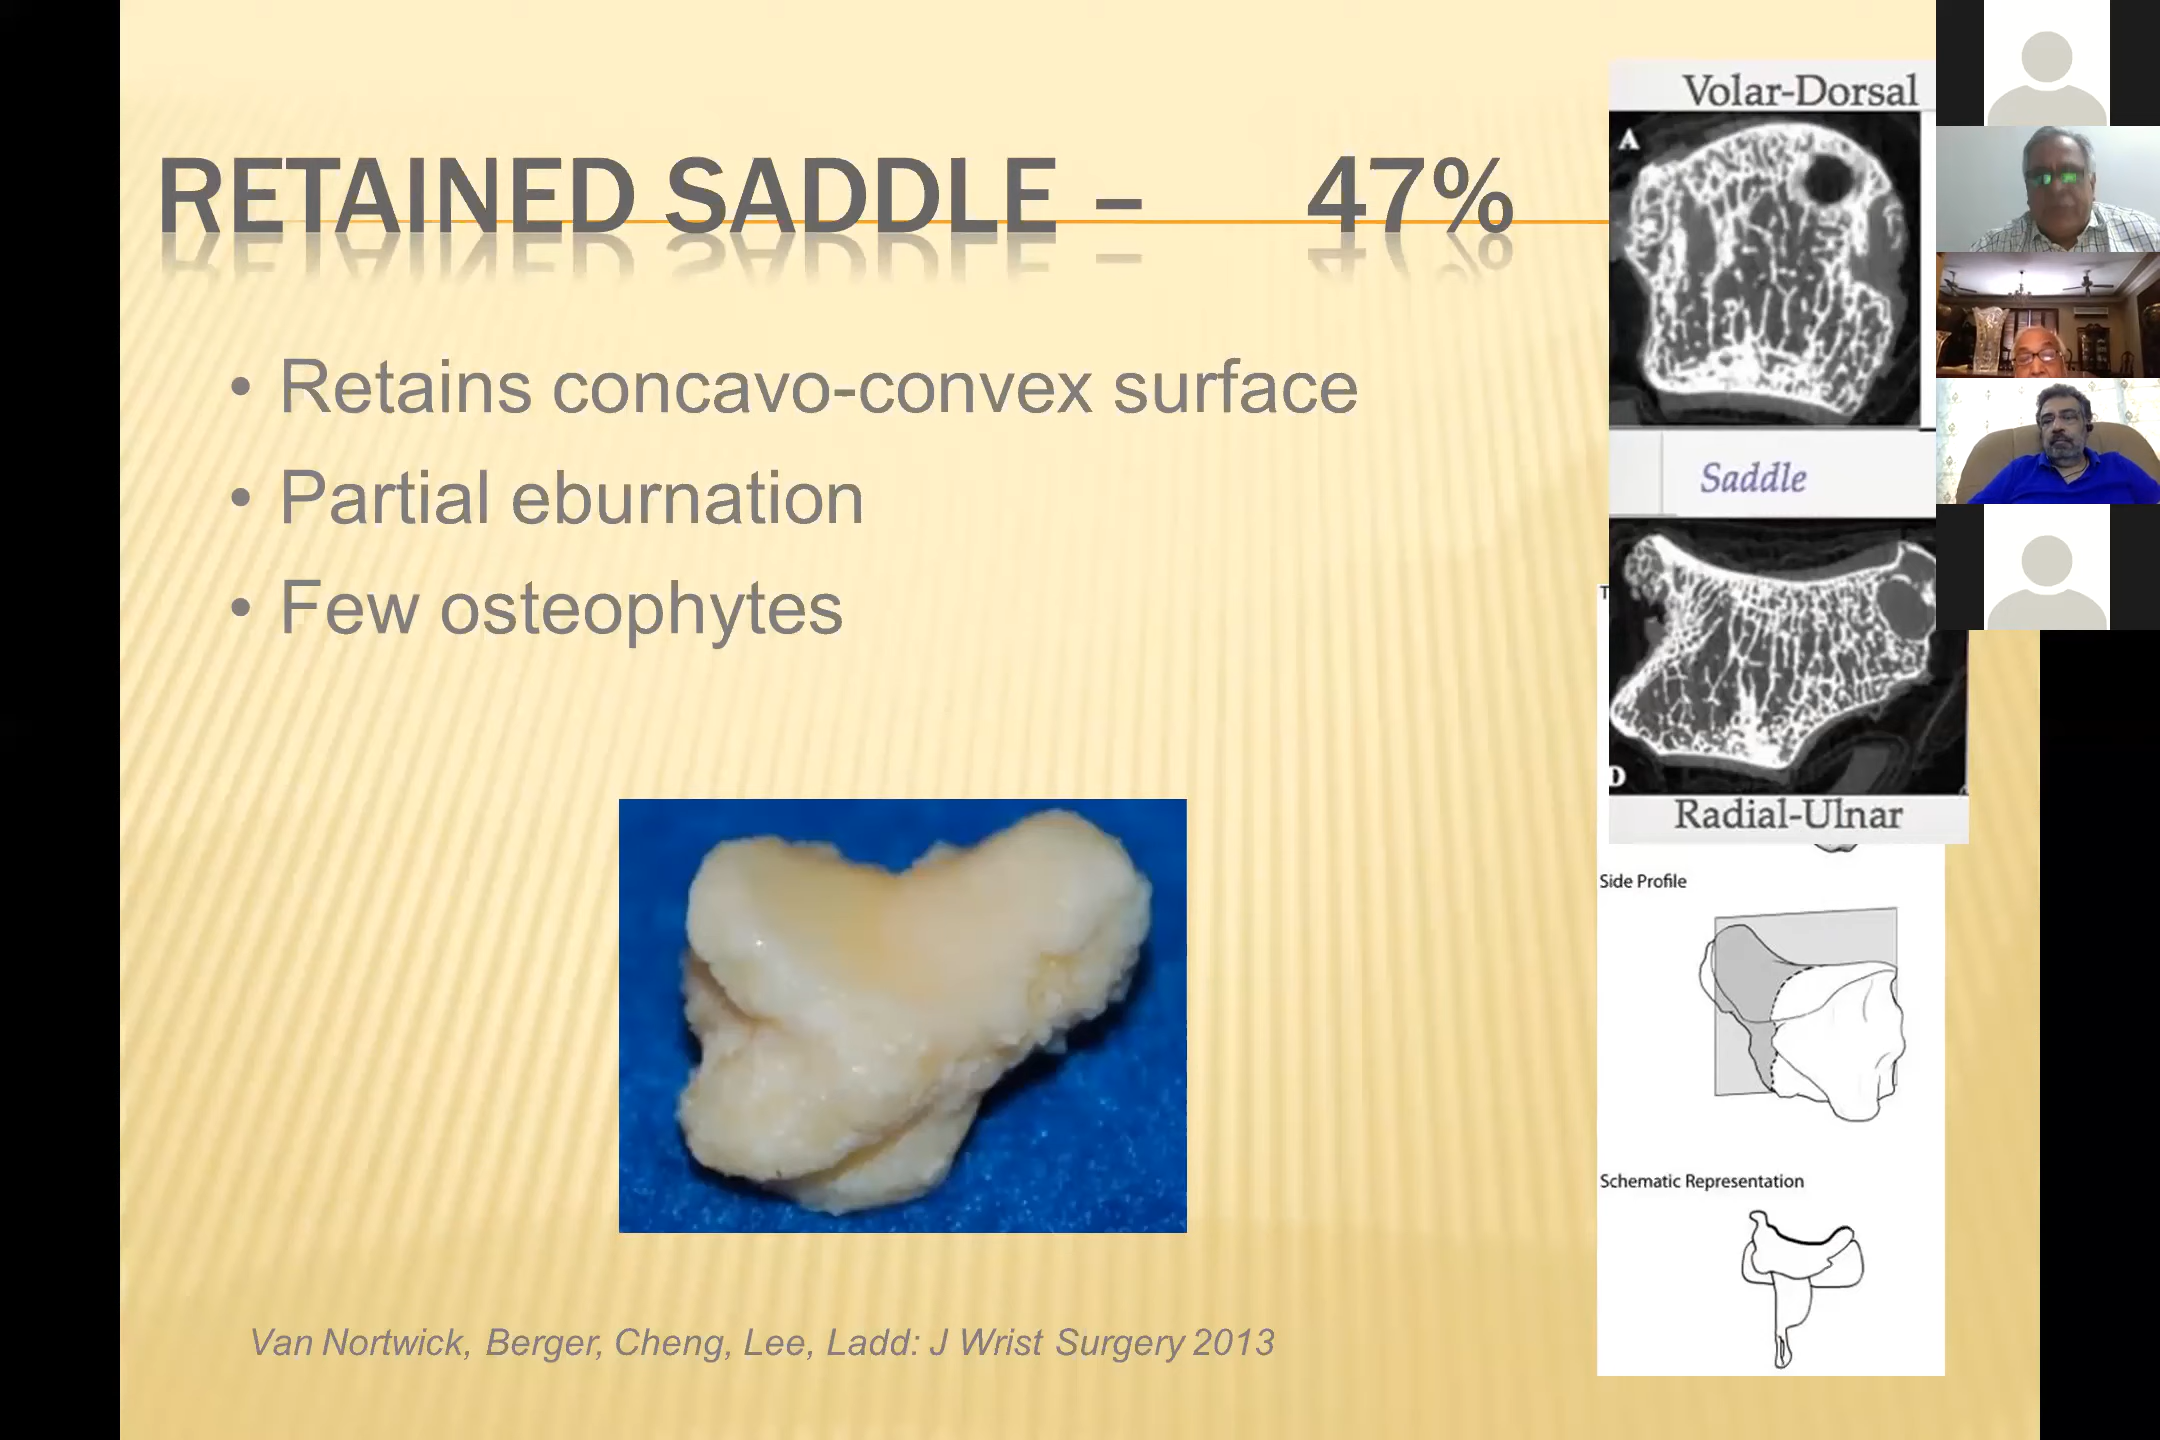 RETAINED SADDLE – 47%
• Retains concavo-convex surface
• Partial eburnation
• Few osteophytes
Van Nortwick, Berger, Cheng, Lee, Ladd: J Wrist Surgery 2013
Volar-Dorsal
A
Saddle
D
Radial-Ulnar
T
Side Profile
Schematic Representation